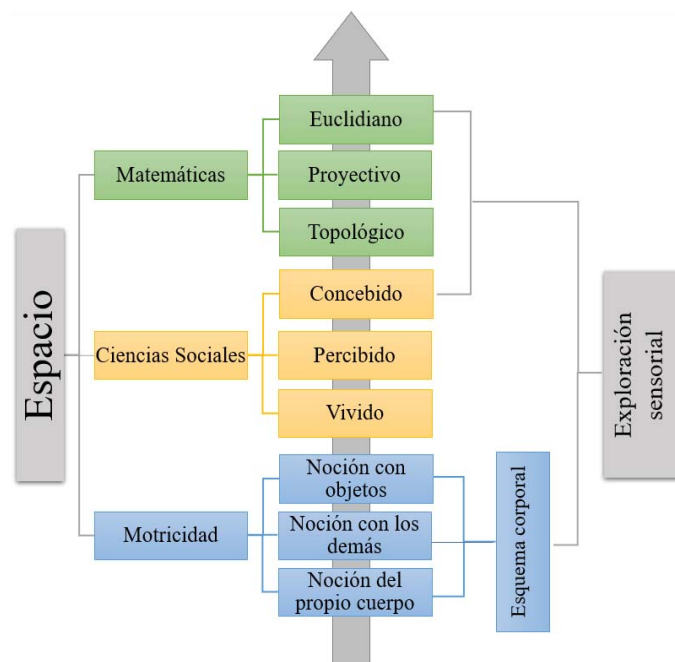 Espacio
Matemáticas
Euclidiano
Proyectivo
Topológico
Ciencias Sociales
Concebido
Percibido
Vivido
Motricidad
Noción con
objetos
Noción con los
demás
Noción del
propio cuerpo
Esquema corporal
Exploración
sensorial